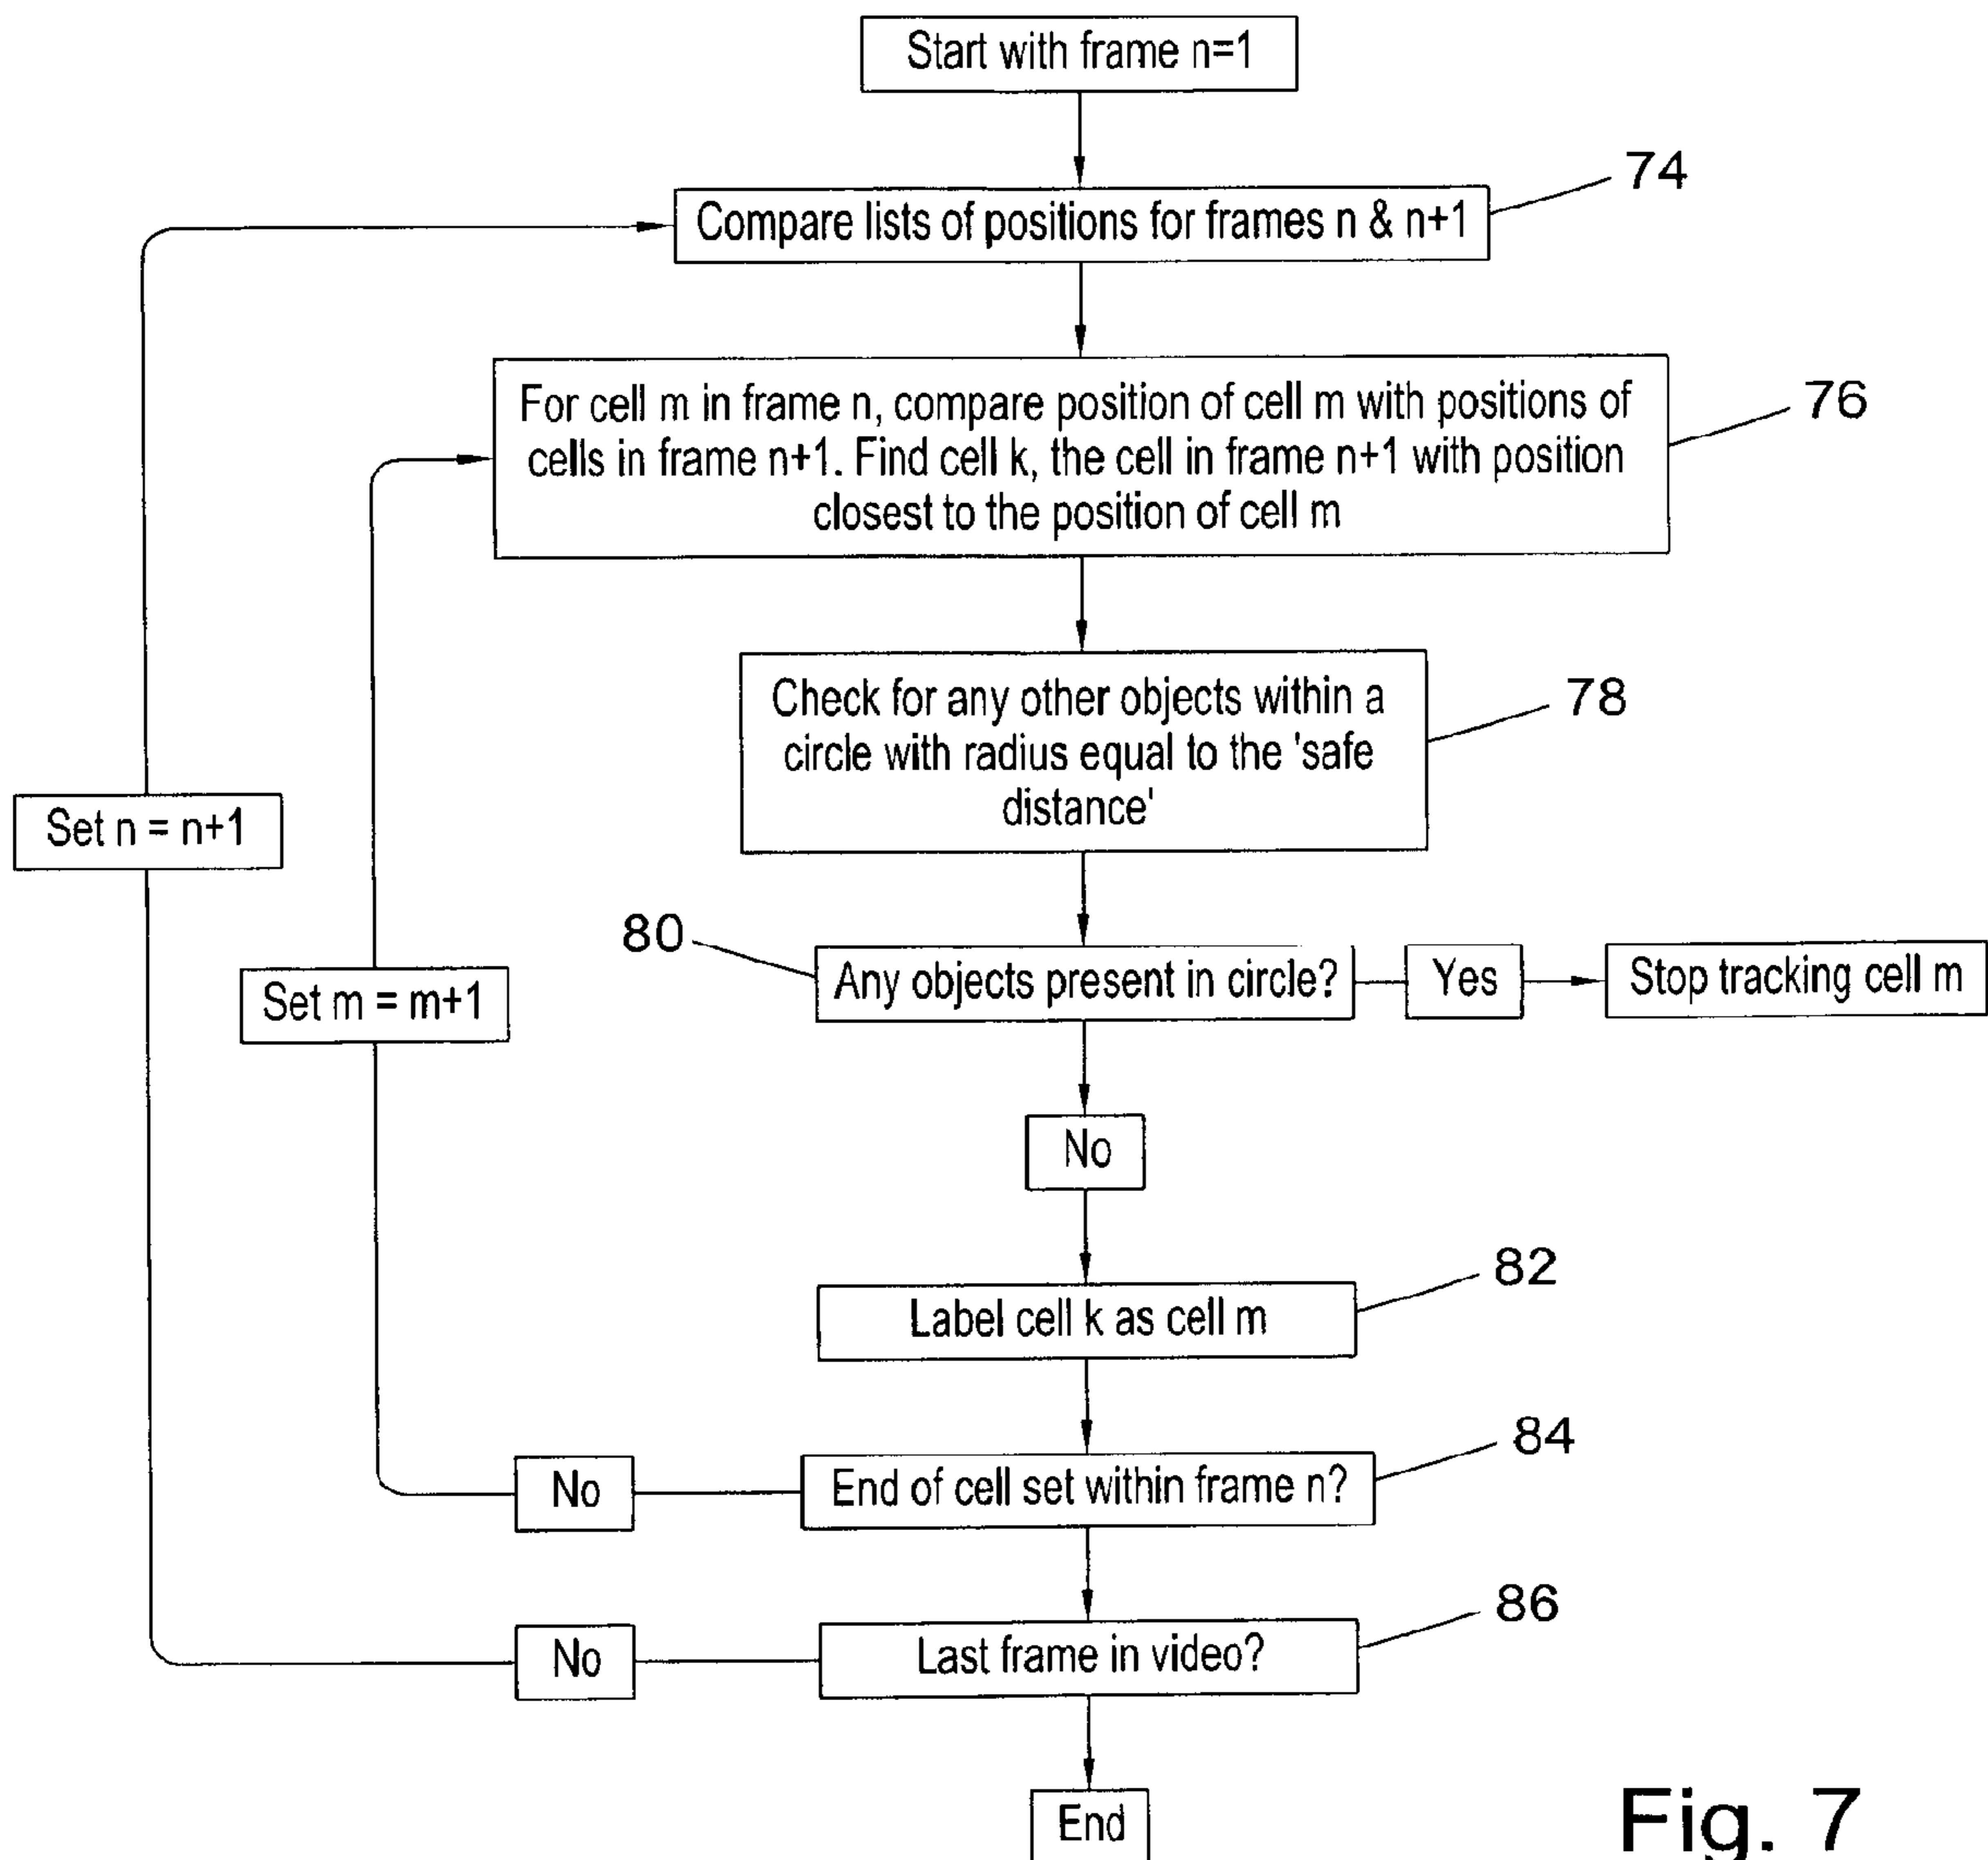 Start with frame n=1
74
Compare lists of positions for frames n & n+1
76
For cell m in frame n, compare position of cell m with positions of
cells in frame n+1. Find cell k, the cell in frame n+1 with position
closest to the position of cell m
78
Check for any other objects within a
circle with radius equal to the 'safe
distance'
Set n = n+1
80
Any objects present in circle?
Yes
Stop tracking cell m
Set m = m+1
No
82
Label cell k as cell m
84
End of cell set within frame n?
No
86
Last frame in video?
No
End
Fig. 7